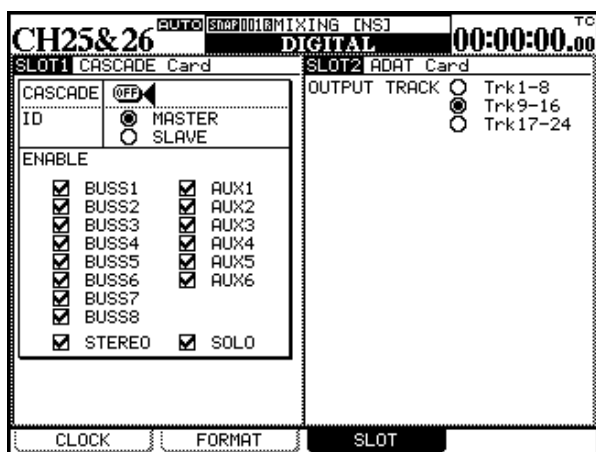 CH25&26 AUTO SNAP001 MIXING [NS] TC
DIGITAL 00:00:00.00
SLOT1 CASCADE Card
CASCADE OFF
ID MASTER
SLAVE
ENABLE
BUSS1 AUX1
BUSS2 AUX2
BUSS3 AUX3
BUSS4 AUX4
BUSS5 AUX5
BUSS6 AUX6
BUSS7
BUSS8
STEREO SOLO
SLOT2 ADAT Card
OUTPUT TRACK Trk1-8
Trk9-16
Trk17-24
CLOCK FORMAT SLOT